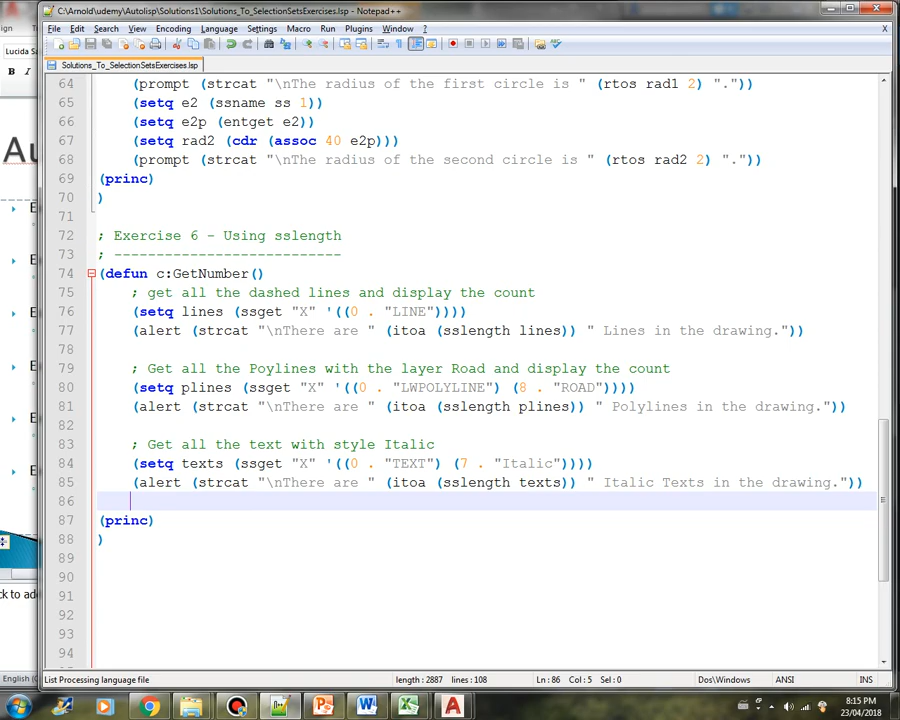 C:\Arnold\udemy\Autolisp\Solutions1\Solutions_To_SelectionSetsExercises.lsp - Notepad++
File Edit Search View Encoding Language Settings Macro Run Plugins Window ?
X
Solutions_To_SelectionSetsExercises.lsp
Lucida Sa
B I
Au
64 (prompt (strcat "\nThe radius of the first circle is " (rtos rad1 2) "."))
65 (setq e2 (ssname ss 1))
66 (setq e2p (entget e2))
67 (setq rad2 (cdr (assoc 40 e2p)))
68 (prompt (strcat "\nThe radius of the second circle is " (rtos rad2 2) "."))
69 (princ)
70 )
71
72 ; Exercise 6 - Using sslength
73 ; ---------------------------
74 (defun c:GetNumber()
75 ; get all the dashed lines and display the count
76 (setq lines (ssget "X" '((0 . "LINE"))))
77 (alert (strcat "\nThere are " (itoa (sslength lines)) " Lines in the drawing."))
78
79 ; Get all the Poylines with the layer Road and display the count
80 (setq plines (ssget "X" '((0 . "LWPOLYLINE") (8 . "ROAD"))))
81 (alert (strcat "\nThere are " (itoa (sslength plines)) " Polylines in the drawing."))
82
83 ; Get all the text with style Italic
84 (setq texts (ssget "X" '((0 . "TEXT") (7 . "Italic"))))
85 (alert (strcat "\nThere are " (itoa (sslength texts)) " Italic Texts in the drawing."))
86
87 (princ)
88 )
89
90
91
92
93
94
ck to add
English (
List Processing language file length : 2887 lines : 108 Ln : 86 Col : 5 Sel : 0 Dos\Windows ANSI INS
8:15 PM
23/04/2018